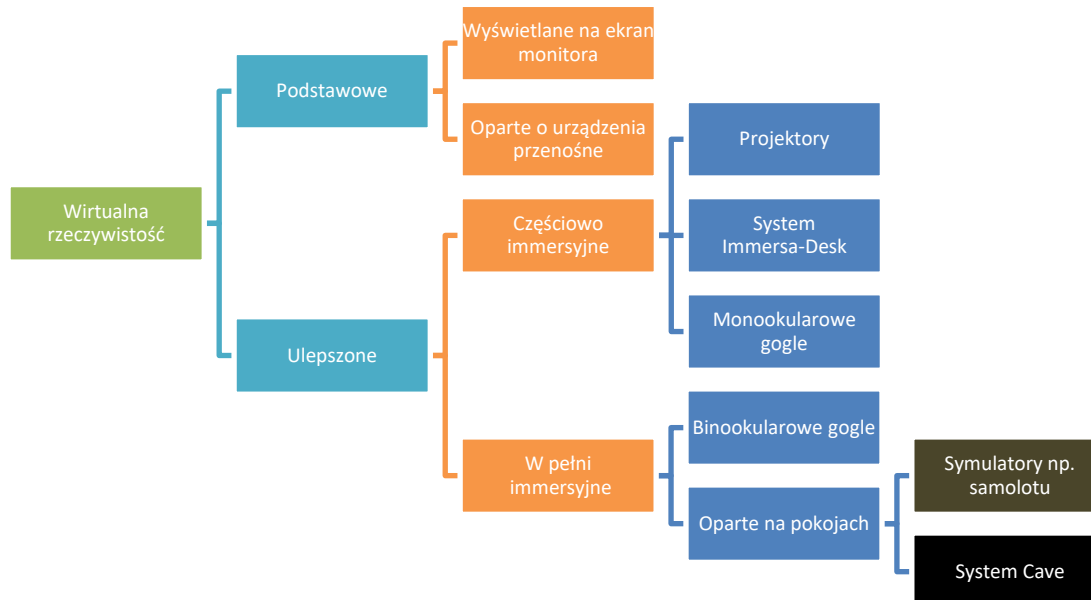 Wirtualna
rzeczywistość
Podstawowe
Wyświetlane na ekran
monitora
Oparte o urządzenia
przenośne
Ulepszone
Częściowo
immersyjne
Projektory
System
Immersa-Desk
Monookularowe
gogle
W pełni
immersyjne
Binookularowe gogle
Oparte na pokojach
Symulatory np.
samolotu
System Cave